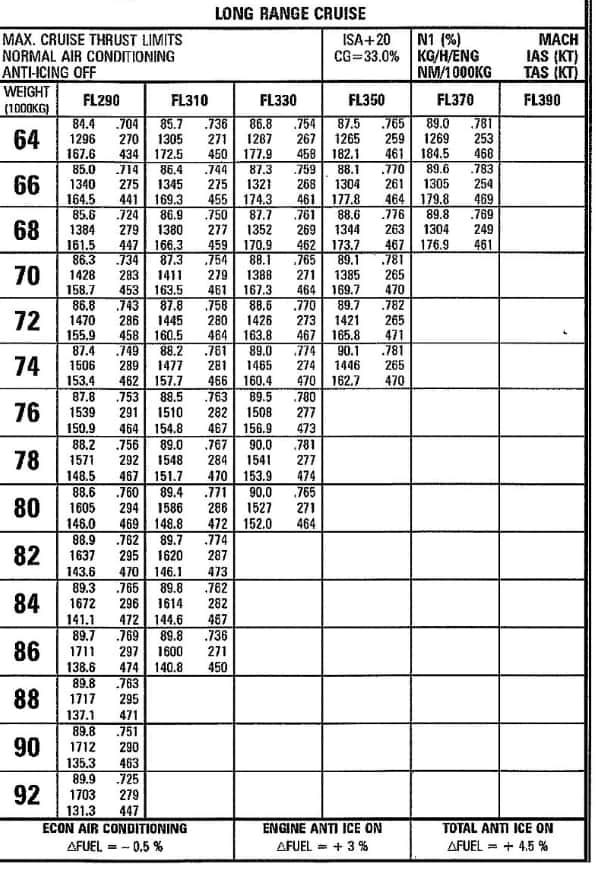 LONG RANGE CRUISE
MAX. CRUISE THRUST LIMITS
NORMAL AIR CONDITIONING
ANTI-ICING OFF
ISA+20
CG=33.0%
N1 (%) MACH
KG/H/ENG IAS (KT)
NM/1000KG TAS (KT)
WEIGHT
(1000KG)
FL290 FL310 FL330 FL350 FL370 FL390
64
84.4 .704 85.7 .736 86.8 .754 87.5 .765 89.0 .781
1296 270 1305 271 1287 267 1265 259 1269 253
167.6 434 172.5 450 177.9 458 182.1 461 184.5 468
66
85.0 .714 86.4 .744 87.3 .759 88.1 .770 89.6 .783
1340 275 1345 275 1321 268 1304 261 1305 254
164.5 441 169.3 455 174.3 461 177.8 464 179.8 469
68
85.6 .724 86.9 .750 87.7 .761 88.6 .776 89.8 .769
1384 279 1380 277 1352 269 1344 263 1304 249
161.5 447 166.3 459 170.9 462 173.7 467 176.9 461
70
86.3 .734 87.3 .754 88.1 .765 89.1 .781
1428 283 1411 279 1388 271 1385 265
158.7 453 163.5 461 167.3 464 169.7 470
72
86.8 .743 87.8 .758 88.6 .770 89.7 .782
1470 286 1445 280 1426 273 1421 265
155.9 458 160.5 464 163.8 467 165.8 471
74
87.4 .749 88.2 .761 89.0 .774 90.1 .781
1506 289 1477 281 1465 274 1446 265
153.4 462 157.7 466 160.4 470 162.7 470
76
87.8 .753 88.5 .763 89.5 .780
1539 291 1510 282 1508 277
150.9 464 154.8 467 156.9 473
78
88.2 .756 89.0 .767 90.0 .781
1571 292 1548 284 1541 277
148.5 467 151.7 470 153.9 474
80
88.6 .760 89.4 .771 90.0 .765
1605 294 1586 286 1527 271
146.0 469 148.8 472 152.0 464
82
88.9 .762 89.7 .774
1637 295 1620 287
143.6 470 146.1 473
84
89.3 .765 89.8 .762
1672 296 1614 282
141.1 472 144.6 467
86
89.7 .769 89.8 .736
1711 297 1600 271
138.6 474 140.8 450
88
89.8 .763
1717 295
137.1 471
90
89.8 .751
1712 290
135.3 463
92
89.9 .725
1703 279
131.3 447
ECON AIR CONDITIONING ENGINE ANTI ICE ON TOTAL ANTI ICE ON
△FUEL = – 0.5 % △FUEL = + 3 % △FUEL = + 4.5 %